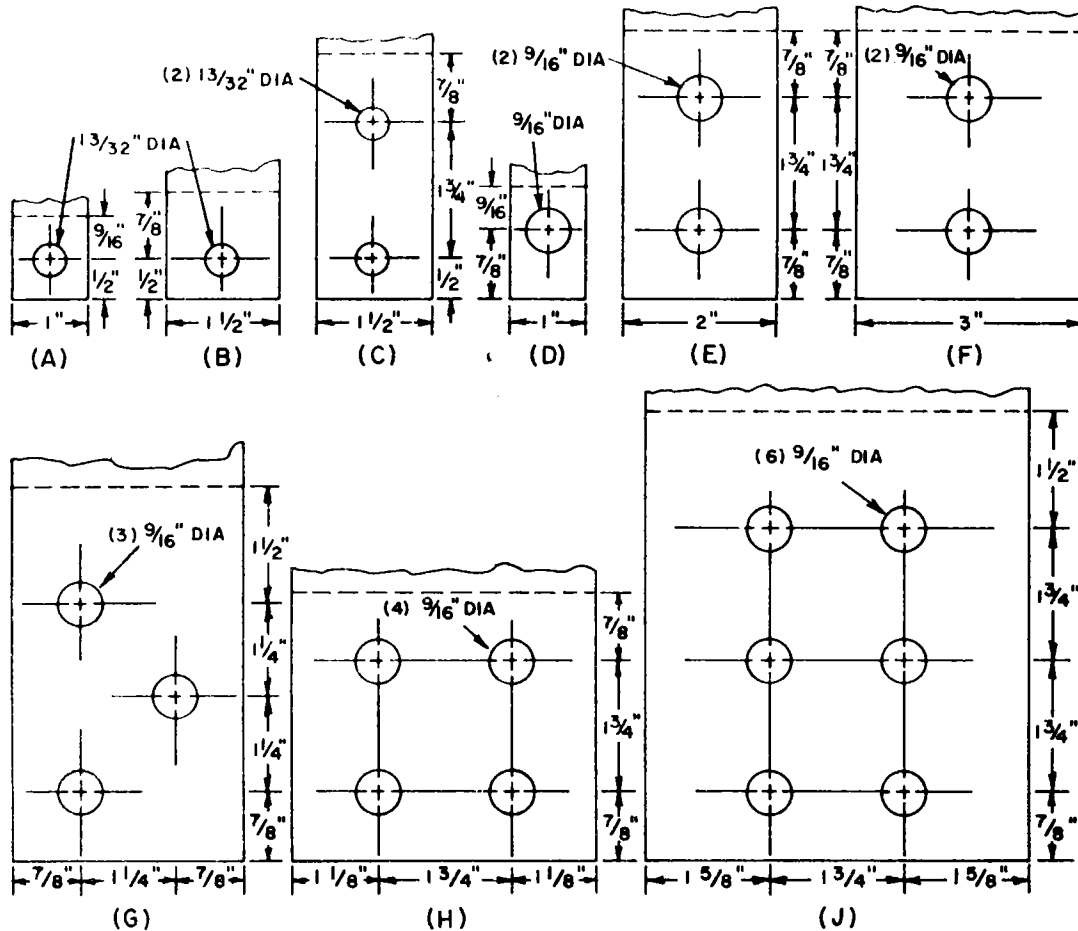 (2) 13/32" DIA
13/32" DIA
7/8"
1 3/4"
1/2"
9/16"
1/2"
7/8"
1/2"
1"
1 1/2"
1 1/2"
(A)
(B)
(C)
9/16" DIA
9/16"
7/8"
1"
(D)
(2) 9/16" DIA
7/8"
1 3/4"
7/8"
2"
(E)
(2) 9/16" DIA
7/8"
1 3/4"
7/8"
3"
(F)
(3) 9/16" DIA
1 1/2"
1 1/4"
1 1/4"
7/8"
7/8"
1 1/4"
7/8"
(G)
(4) 9/16" DIA
7/8"
1 3/4"
7/8"
1 1/8"
1 3/4"
1 1/8"
(H)
(6) 9/16" DIA
1 1/2"
1 3/4"
1 3/4"
7/8"
1 5/8"
1 3/4"
1 5/8"
(J)